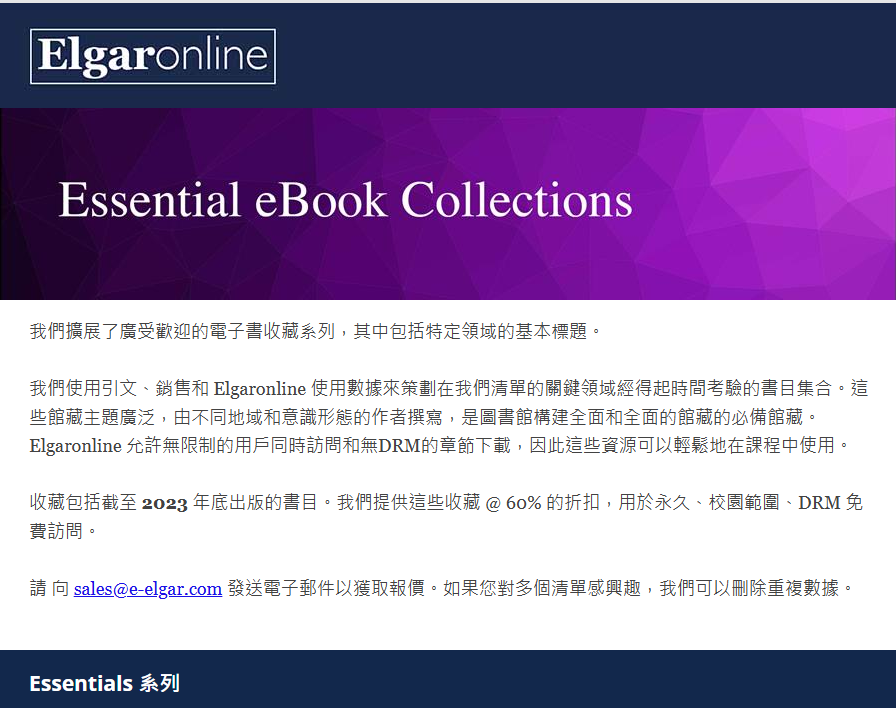 Elgaronline
Essential eBook Collections
我們擴展了廣受歡迎的電子書收藏系列，其中包括特定領域的基本標題。
我們使用引文、銷售和 Elgaronline 使用數據來策劃在我們清單的關鍵領域經得起時間考驗的書目集合。這
些館藏主題廣泛，由不同地域和意識形態的作者撰寫，是圖書館構建全面和全面的館藏的必備館藏。
Elgaronline 允許無限制的用戶同時訪問和無DRM的章節下載，因此這些資源可以輕鬆地在課程中使用。
收藏包括截至 2023 年底出版的書目。我們提供這些收藏 @ 60% 的折扣，用於永久、校園範圍、DRM 免
費訪問。
請 向 sales@e-elgar.com 發送電子郵件以獲取報價。如果您對多個清單感興趣，我們可以刪除重複數據。
Essentials 系列